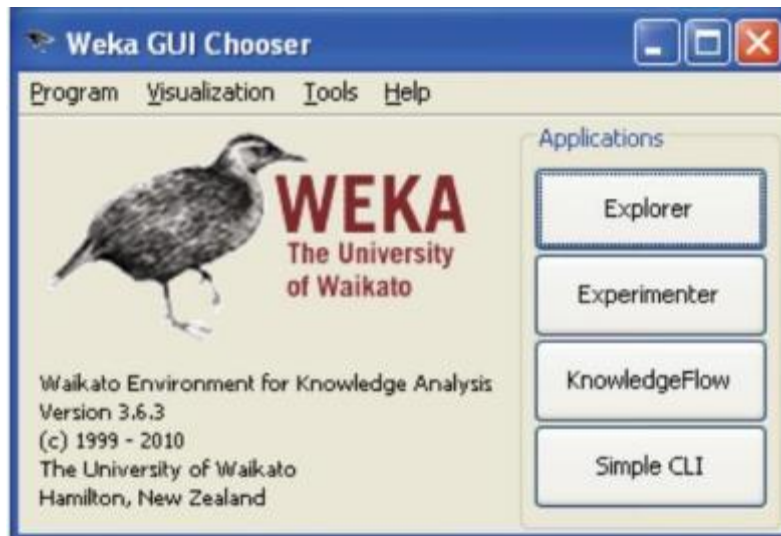 Weka GUI Chooser
Program Visualization Tools Help
WEKA
The University
of Waikato
Waikato Environment for Knowledge Analysis
Version 3.6.3
(c) 1999 - 2010
The University of Waikato
Hamilton, New Zealand
Applications
Explorer
Experimenter
KnowledgeFlow
Simple CLI